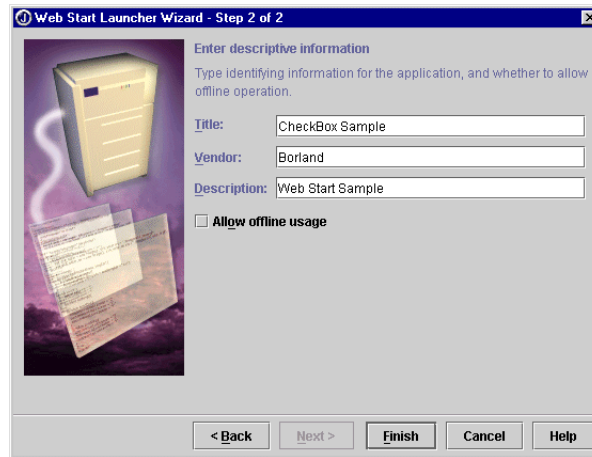 Web Start Launcher Wizard - Step 2 of 2
Enter descriptive information
Type identifying information for the application, and whether to allow
offline operation.
Title: CheckBox Sample
Vendor: Borland
Description: Web Start Sample
Allow offline usage
< Back Next > Finish Cancel Help